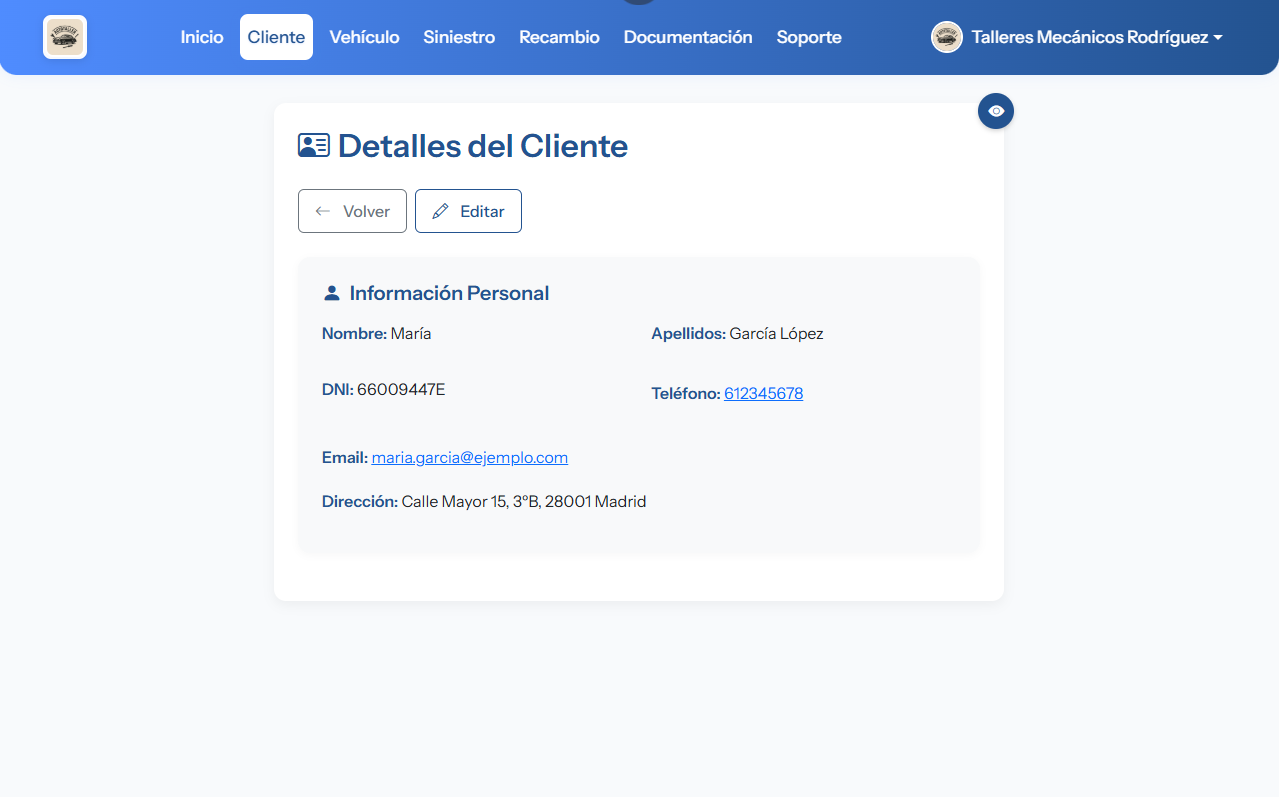 Inicio Cliente Vehículo Siniestro Recambio Documentación Soporte Talleres Mecánicos Rodríguez
Detalles del Cliente
Volver Editar
Información Personal
Nombre: María Apellidos: García López
DNI: 66009447E Teléfono: 612345678
Email: maria.garcia@ejemplo.com
Dirección: Calle Mayor 15, 3ºB, 28001 Madrid